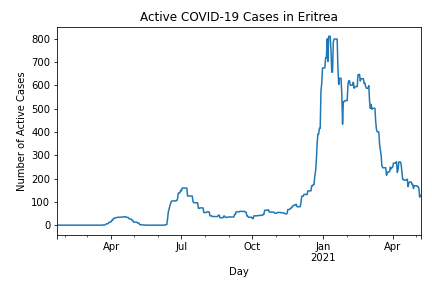 Active COVID-19 Cases in Eritrea
Number of Active Cases
800
700
600
500
400
300
200
100
0
Apr Jul Oct Jan Apr
2021
Day